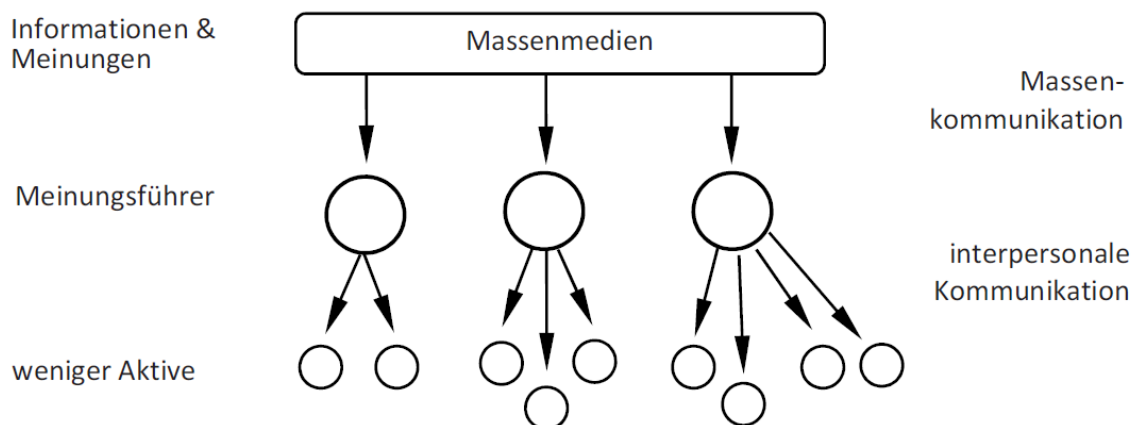 Informationen &
Meinungen
Massenmedien
Massen-
kommunikation
Meinungsführer
interpersonale
Kommunikation
weniger Aktive